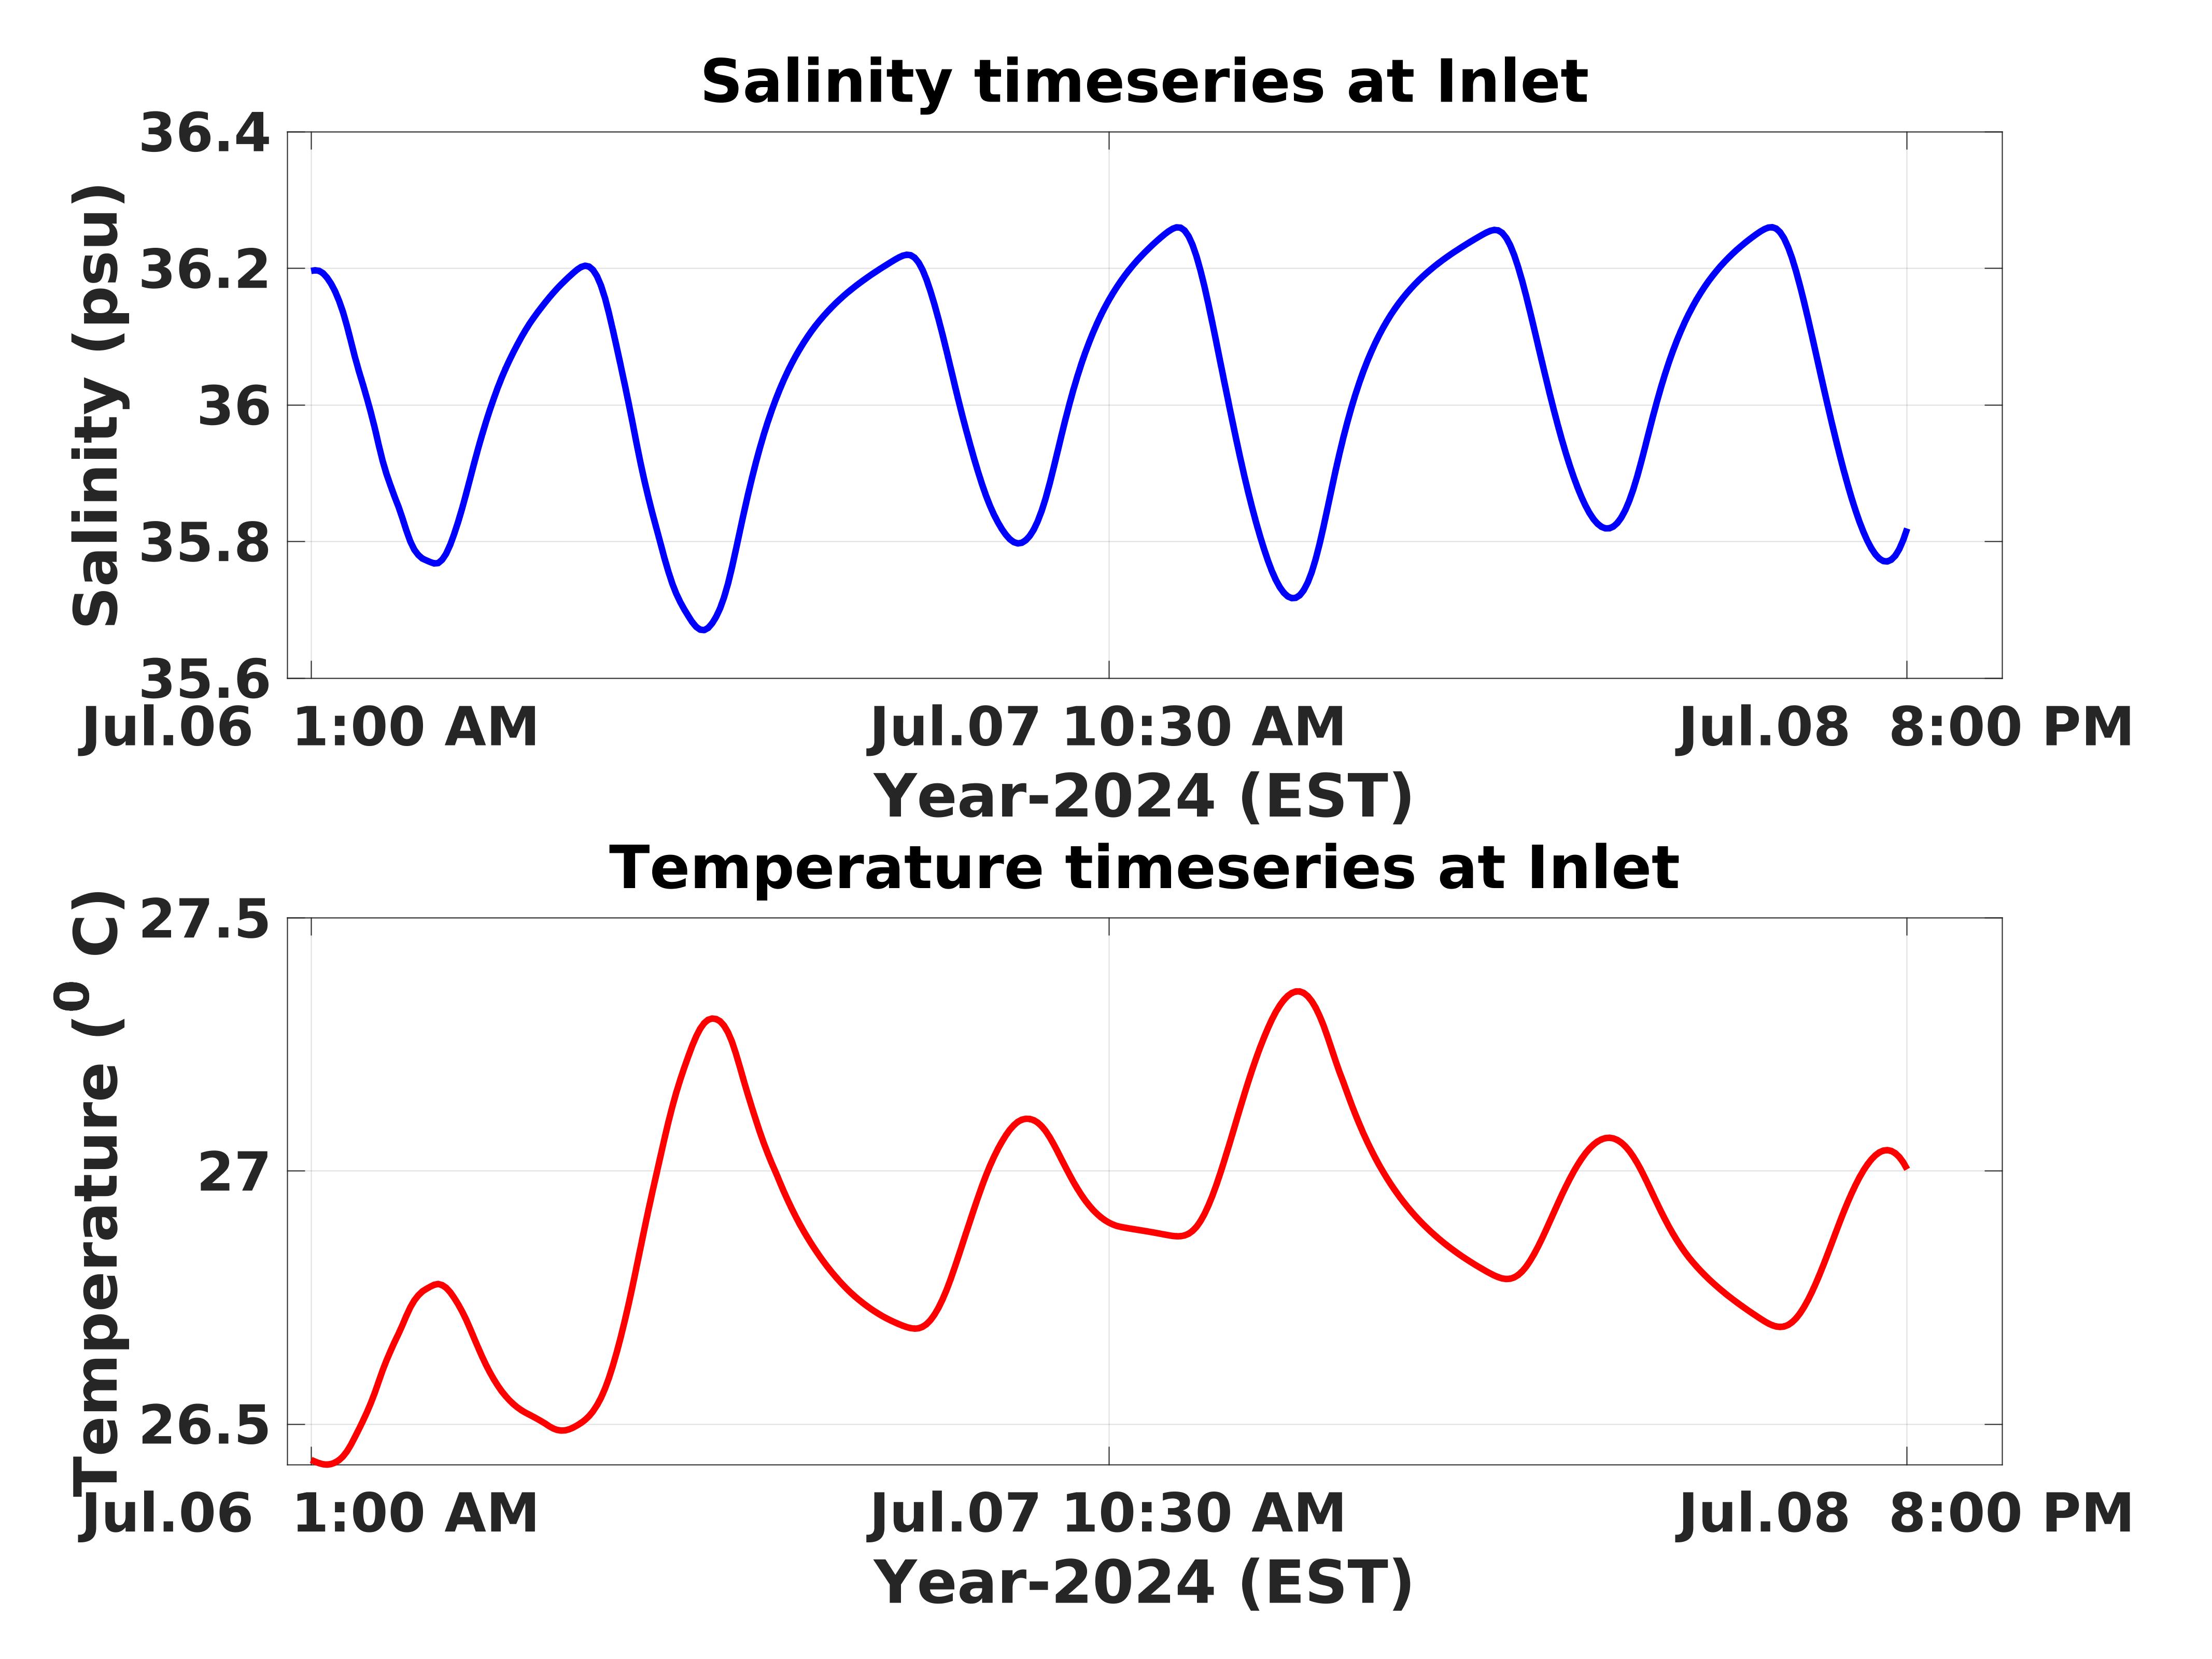 Salinity timeseries at Inlet
Salinity (psu)
36.4
36.2
36
35.8
35.6
Jul.06  1:00 AM
Jul.07 10:30 AM
Jul.08  8:00 PM
Year-2024 (EST)
Temperature timeseries at Inlet
Temperature (⁰ C)
27.5
27
26.5
Jul.06  1:00 AM
Jul.07 10:30 AM
Jul.08  8:00 PM
Year-2024 (EST)